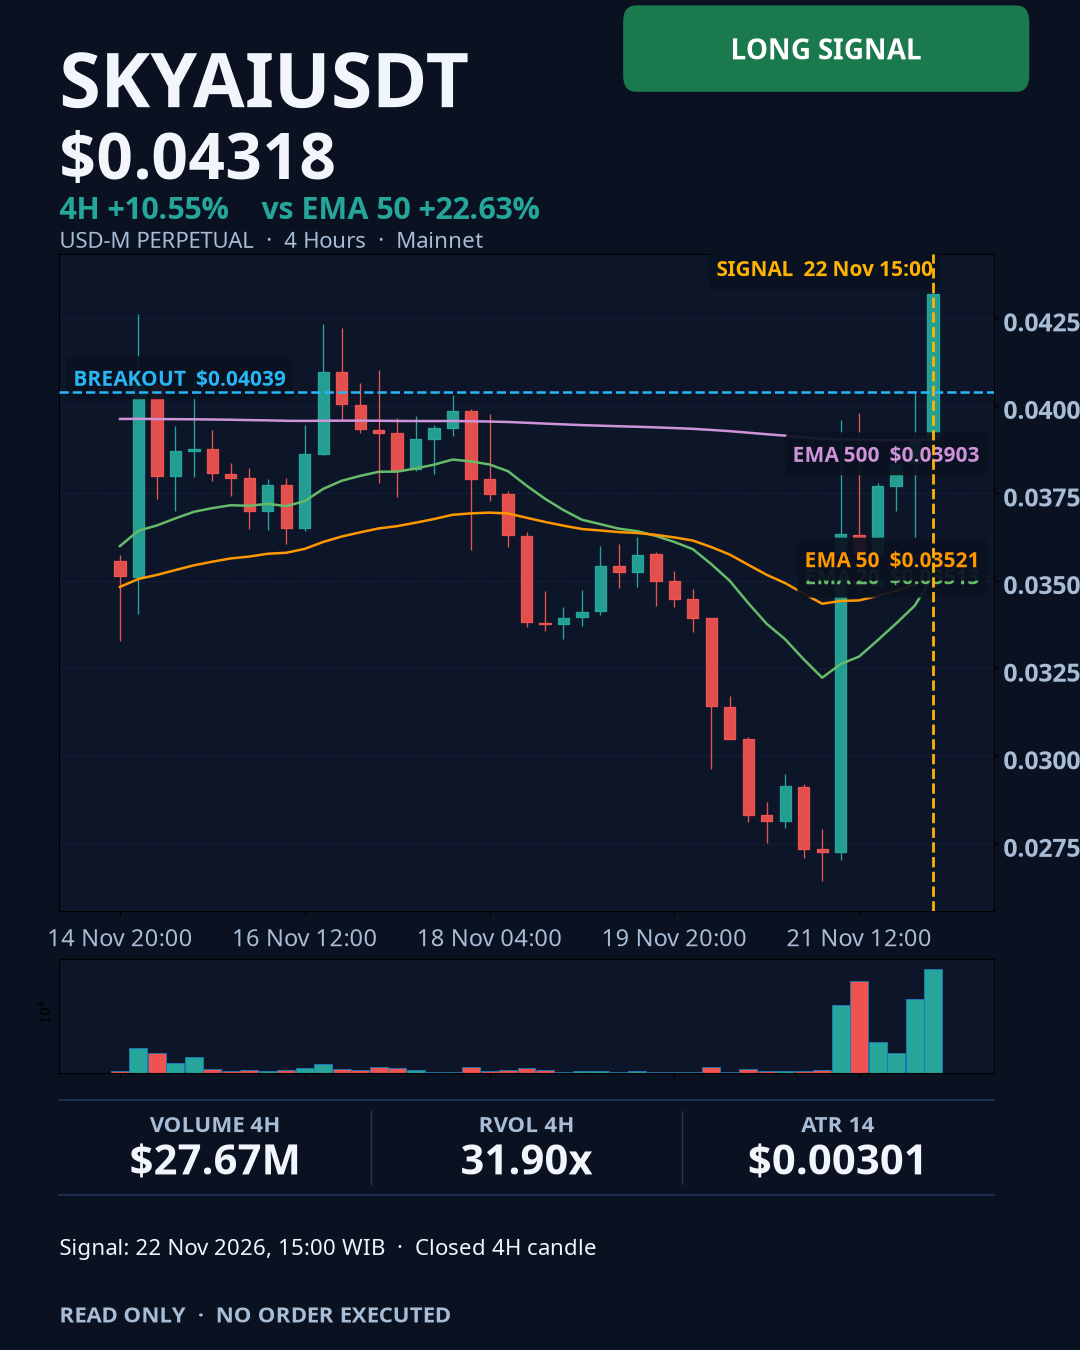 LONG SIGNAL
SKYAIUSDT
$0.04318
4H +10.55% vs EMA 50 +22.63%
USD-M PERPETUAL · 4 Hours · Mainnet
SIGNAL 22 Nov 15:00
0.0425
BREAKOUT $0.04039
0.0400
EMA 500 $0.03903
0.0375
EMA 50 $0.03521
EMA 20
0.0350
0.0325
0.0300
0.0275
14 Nov 20:00
16 Nov 12:00
18 Nov 04:00
19 Nov 20:00
21 Nov 12:00
10⁶
VOLUME 4H
$27.67M
RVOL 4H
31.90x
ATR 14
$0.00301
Signal: 22 Nov 2026, 15:00 WIB · Closed 4H candle
READ ONLY · NO ORDER EXECUTED